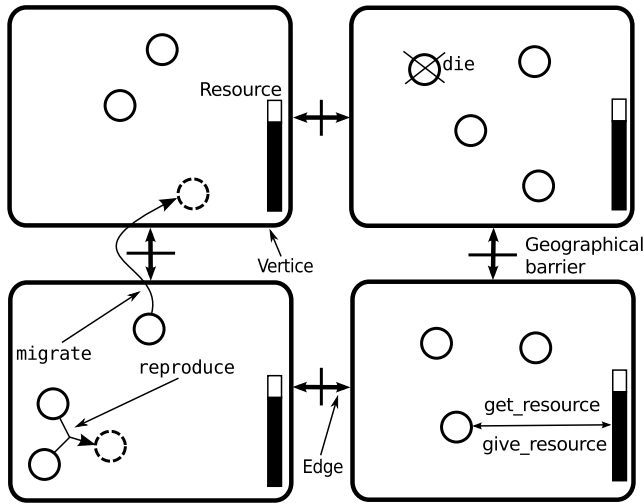 Resource
die
Vertice
Geographical
barrier
migrate
reproduce
get_resource
give_resource
Edge